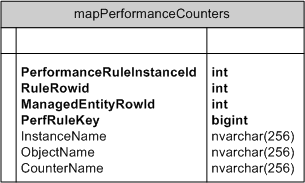 mapPerformanceCounters
PerformanceRuleInstanceId int
RuleRowid int
ManagedEntityRowId int
PerfRuleKey bigint
InstanceName nvarchar(256)
ObjectName nvarchar(256)
CounterName nvarchar(256)